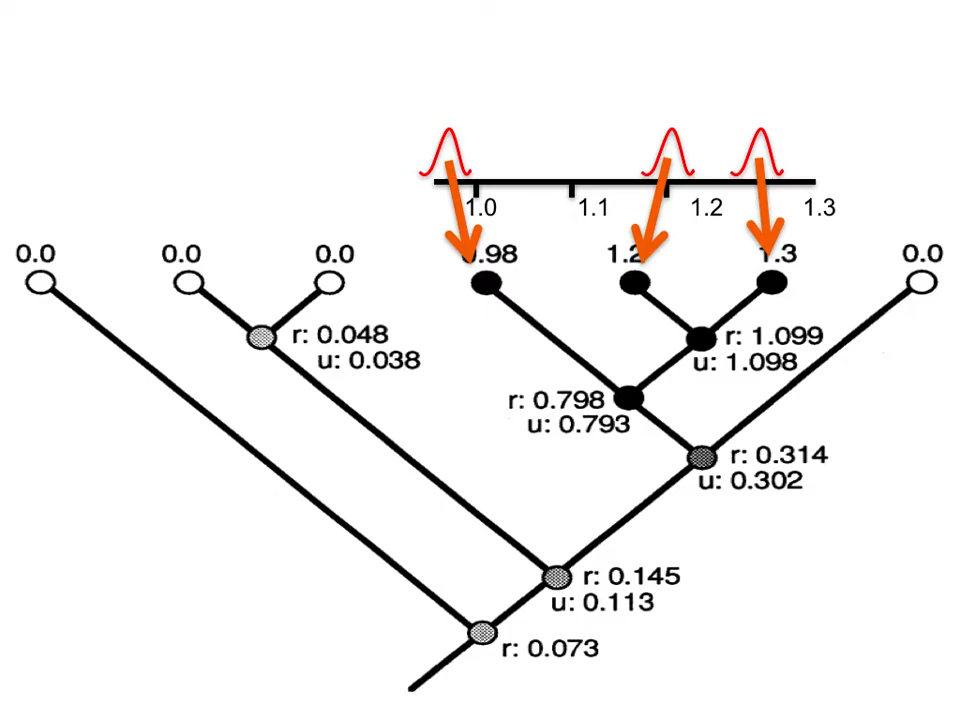 1.0 1.1 1.2 1.3
0.0 0.0 0.0 .98 1.2 1.3 0.0
r: 0.048
u: 0.038
r: 1.099
u: 1.098
r: 0.798
u: 0.793
r: 0.314
u: 0.302
r: 0.145
u: 0.113
r: 0.073